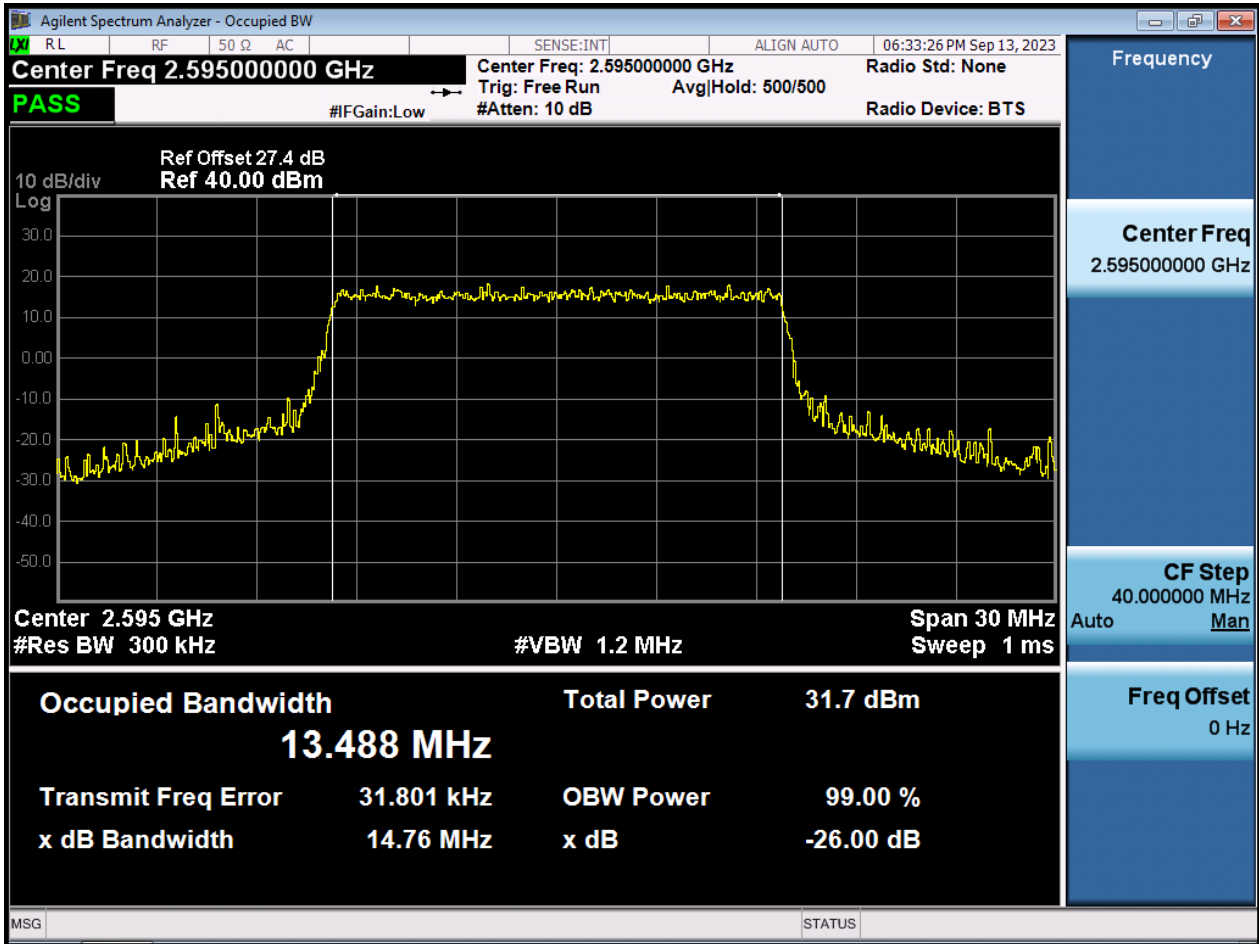 Agilent Spectrum Analyzer - Occupied BW
LXI RL RF 50 Ω AC SENSE:INT ALIGN AUTO 06:33:26 PM Sep 13, 2023
Center Freq 2.595000000 GHz
PASS
#IFGain:Low
Center Freq: 2.595000000 GHz
Trig: Free Run Avg|Hold: 500/500
#Atten: 10 dB
Radio Std: None
Radio Device: BTS
Ref Offset 27.4 dB
10 dB/div Ref 40.00 dBm
Log
30.0
20.0
10.0
0.00
-10.0
-20.0
-30.0
-40.0
-50.0
Center 2.595 GHz Span 30 MHz
#Res BW 300 kHz #VBW 1.2 MHz Sweep 1 ms
Occupied Bandwidth Total Power 31.7 dBm
13.488 MHz
Transmit Freq Error 31.801 kHz OBW Power 99.00 %
x dB Bandwidth 14.76 MHz x dB -26.00 dB
MSG STATUS
Frequency
Center Freq
2.595000000 GHz
CF Step
40.000000 MHz
Auto Man
Freq Offset
0 Hz